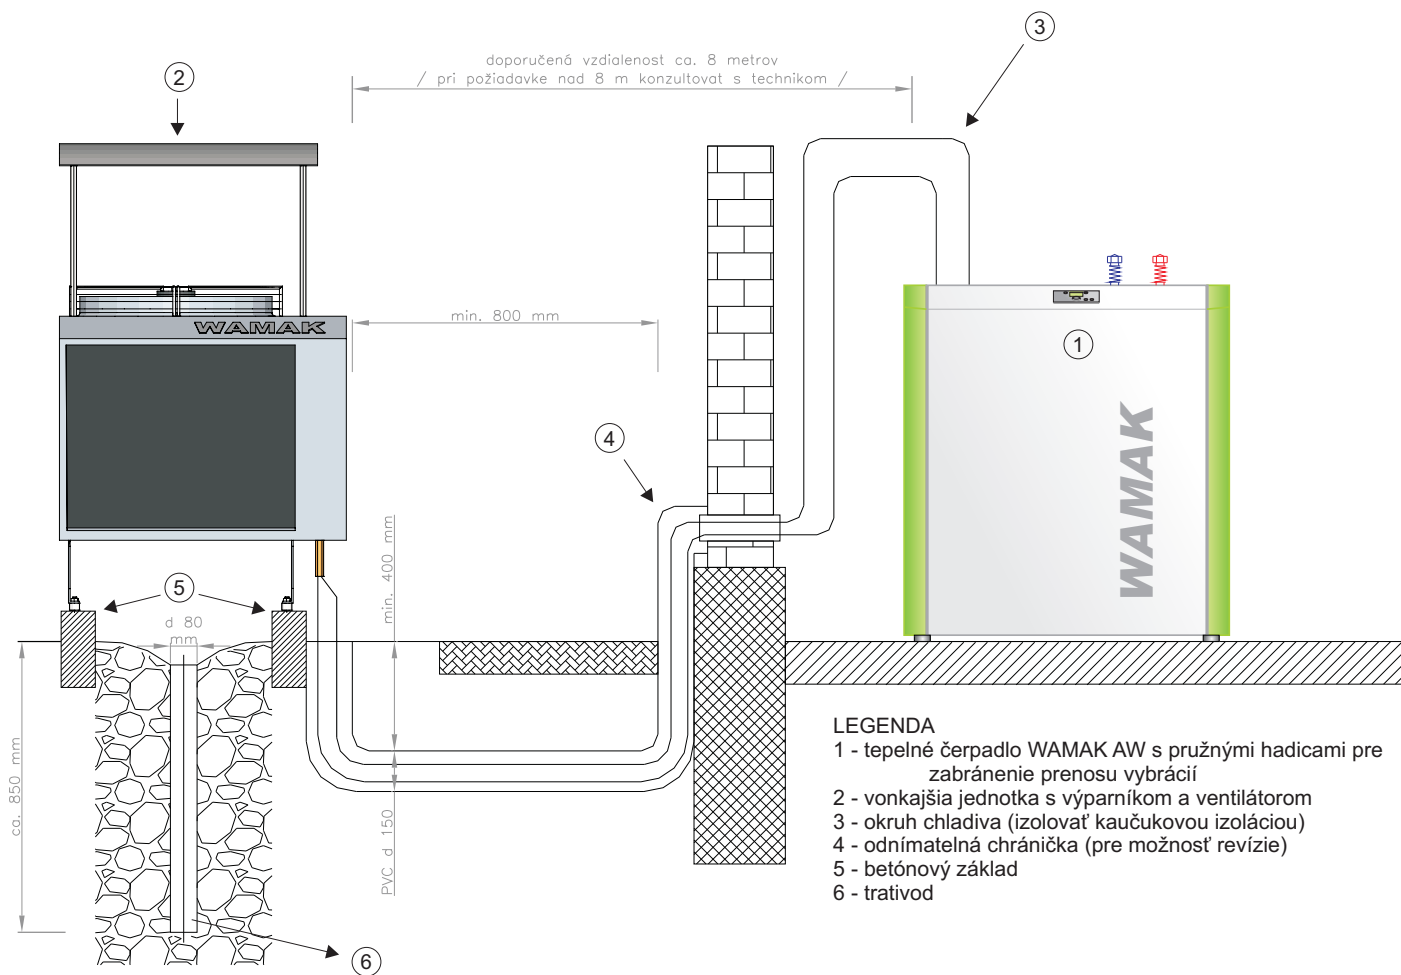 3
doporučená vzdialenost ca. 8 metrov
/ pri požiadavke nad 8 m konzultovat s technikom /
2
WAMAK
min. 800 mm
1
WAMAK
4
min. 400 mm
5
d 80
mm
ca. 850 mm
PVC d 150
6
LEGENDA
1 - tepelné čerpadlo WAMAK AW s pružnými hadicami pre
zabránenie prenosu vybrácií
2 - vonkajšia jednotka s výparníkom a ventilátorom
3 - okruh chladiva (izolovať kaučukovou izoláciou)
4 - odnímatelná chránička (pre možnosť revízie)
5 - betónový základ
6 - trativod